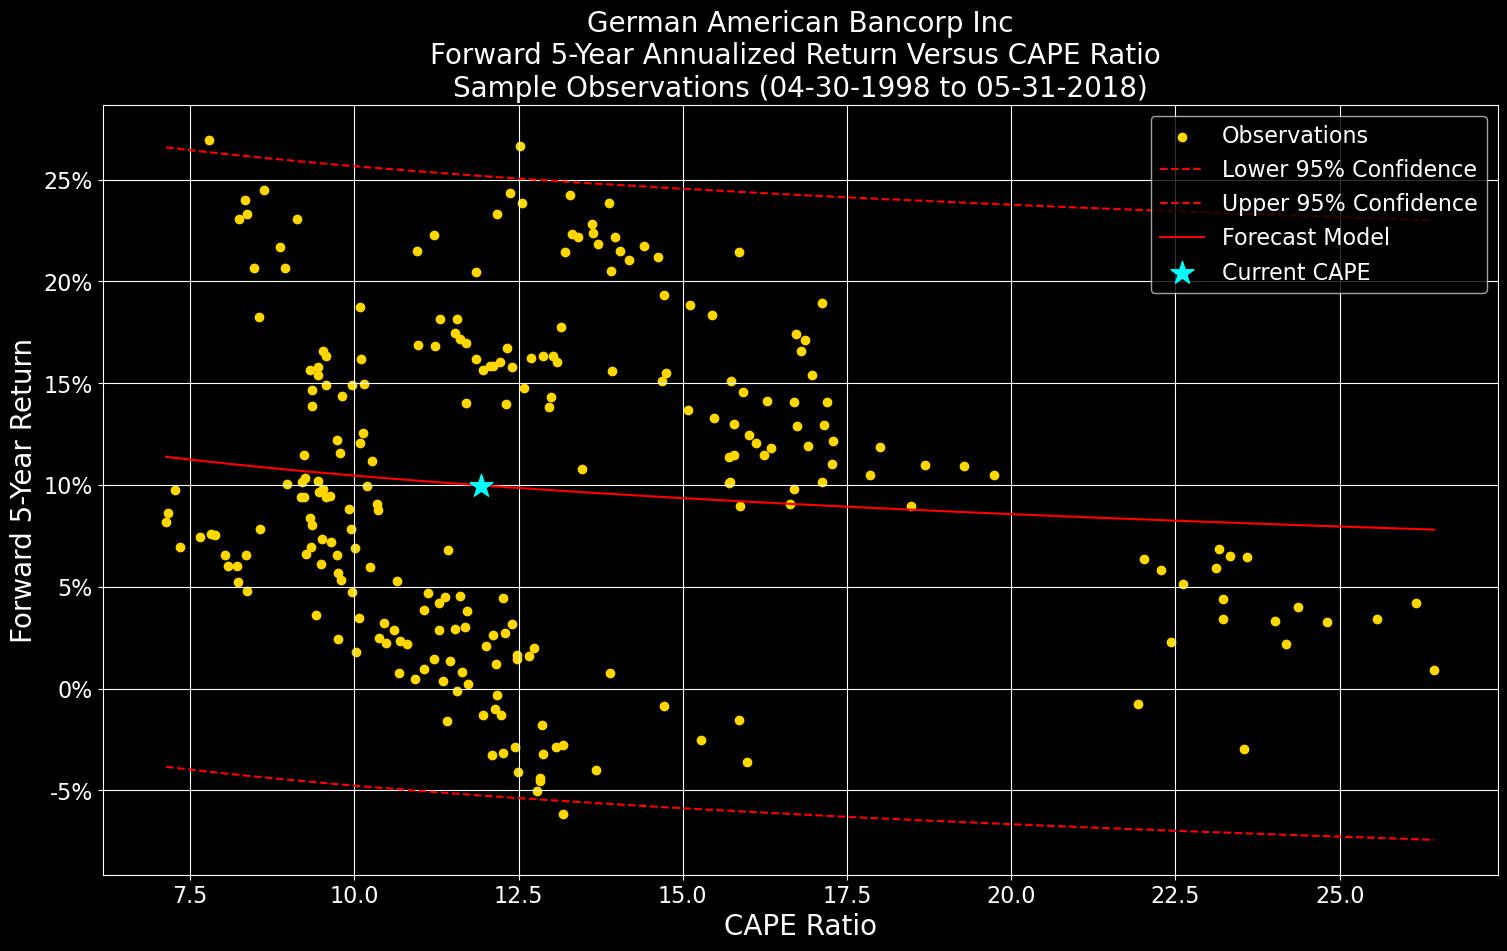 German American Bancorp Inc
Forward 5-Year Annualized Return Versus CAPE Ratio
Sample Observations (04-30-1998 to 05-31-2018)
Observations
Lower 95% Confidence
Upper 95% Confidence
Forecast Model
Current CAPE
Forward 5-Year Return
25%
20%
15%
10%
5%
0%
-5%
7.5 10.0 12.5 15.0 17.5 20.0 22.5 25.0
CAPE Ratio